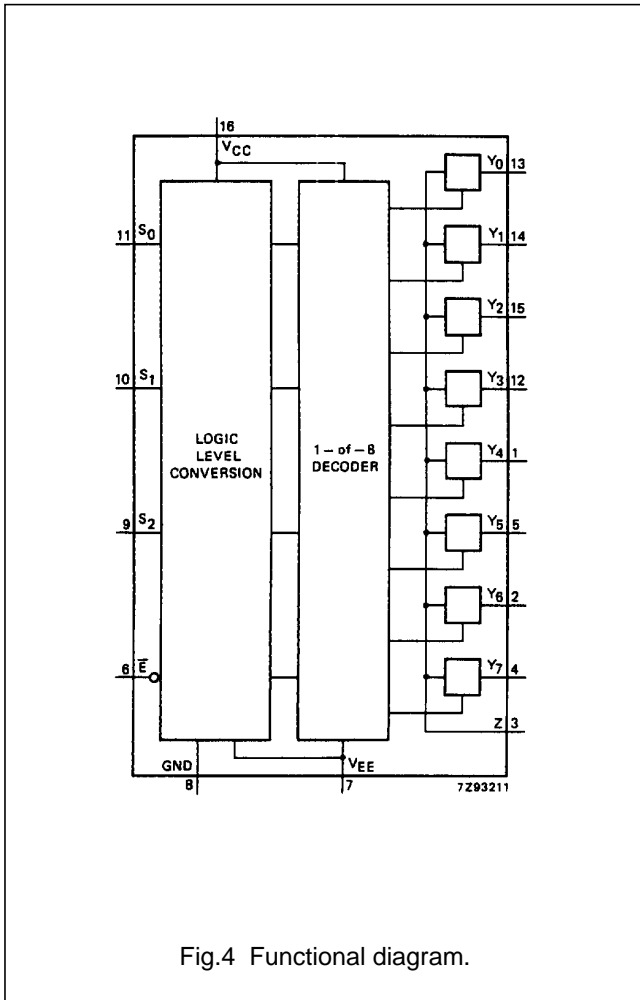 16
VCC
Y0 13
11 S0
Y1 14
Y2 15
10 S1
Y3 12
LOGIC
LEVEL
CONVERSION
1-of-8
DECODER
Y4 1
9 S2
Y5 5
Y6 2
6 E̅
Y7 4
Z 3
GND
VEE
8
7
7Z93211
Fig.4 Functional diagram.